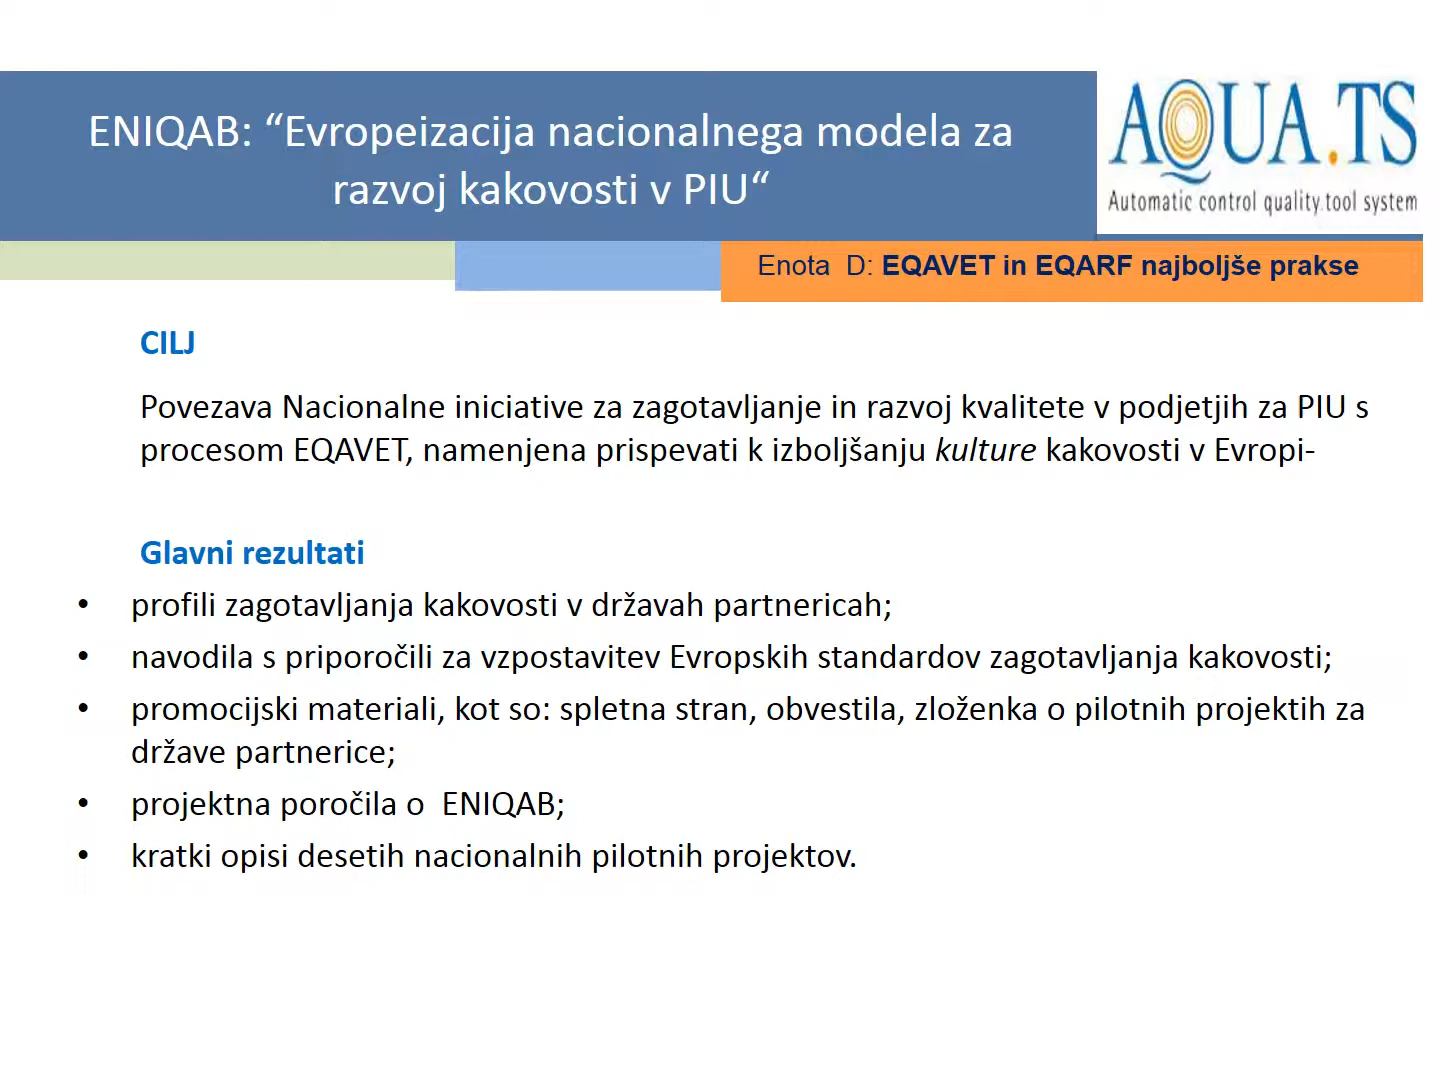 ENIQAB: “Evropeizacija nacionalnega modela za
razvoj kakovosti v PIU“
AQUA.TS
Automatic control quality tool system
Enota  D: EQAVET in EQARF najboljše prakse
CILJ
Povezava Nacionalne iniciative za zagotavljanje in razvoj kvalitete v podjetjih za PIU s
procesom EQAVET, namenjena prispevati k izboljšanju kulture kakovosti v Evropi-
Glavni rezultati
• profili zagotavljanja kakovosti v državah partnericah;
• navodila s priporočili za vzpostavitev Evropskih standardov zagotavljanja kakovosti;
• promocijski materiali, kot so: spletna stran, obvestila, zloženka o pilotnih projektih za
države partnerice;
• projektna poročila o  ENIQAB;
• kratki opisi desetih nacionalnih pilotnih projektov.